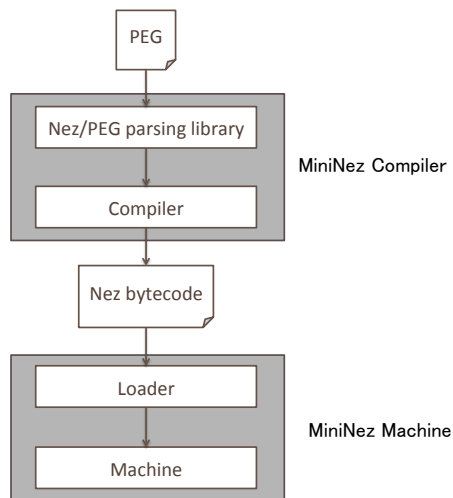 PEG
Nez/PEG parsing library
MiniNez Compiler
Compiler
Nez bytecode
Loader
MiniNez Machine
Machine